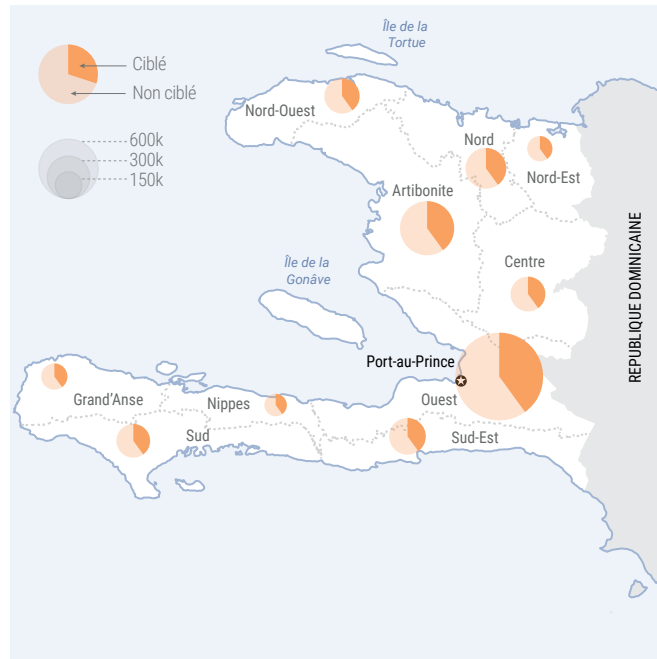 Île de la
Tortue
Ciblé
Non ciblé
Nord-Ouest
600k
300k
150k
Nord
Nord-Est
Artibonite
Île de la
Gonâve
Centre
REPUBLIQUE DOMINICAINE
Port-au-Prince
Grand'Anse
Nippes
Ouest
Sud
Sud-Est